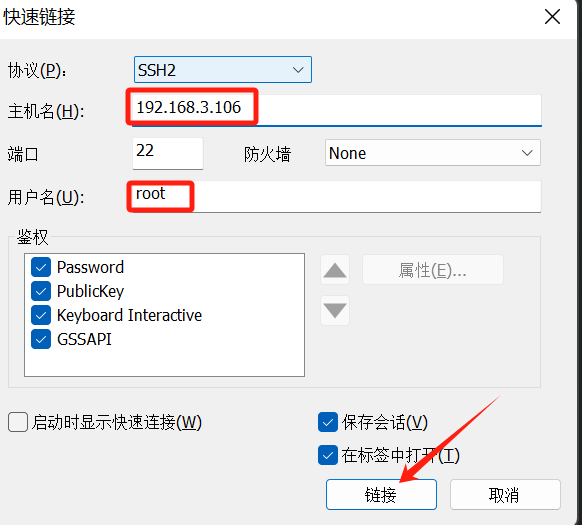 快速链接
协议(P):
SSH2
主机名(H):
192.168.3.106
端口
22
防火墙
None
用户名(U):
root
鉴权
Password
PublicKey
Keyboard Interactive
GSSAPI
属性(E)...
启动时显示快速连接(W)
保存会话(V)
在标签中打开(T)
链接
取消